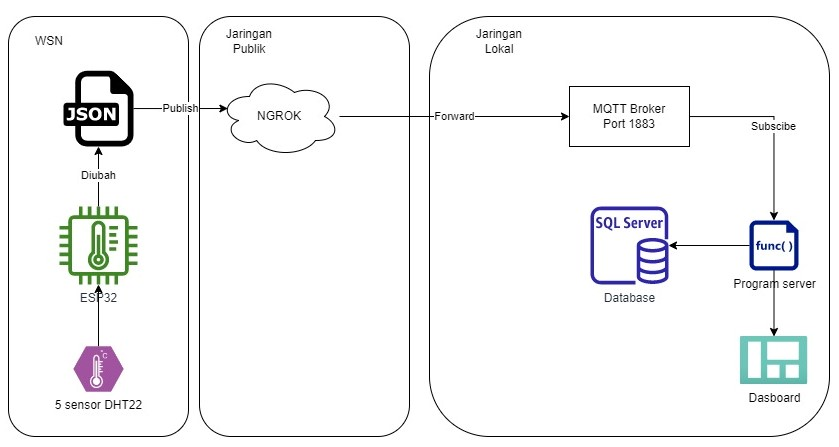 WSN
JSON
Publish
Diubah
ESP32
°C
5 sensor DHT22
Jaringan
Publik
NGROK
Jaringan
Lokal
Forward
MQTT Broker
Port 1883
Subscibe
SQL Server
Database
func( )
Program server
Dasboard